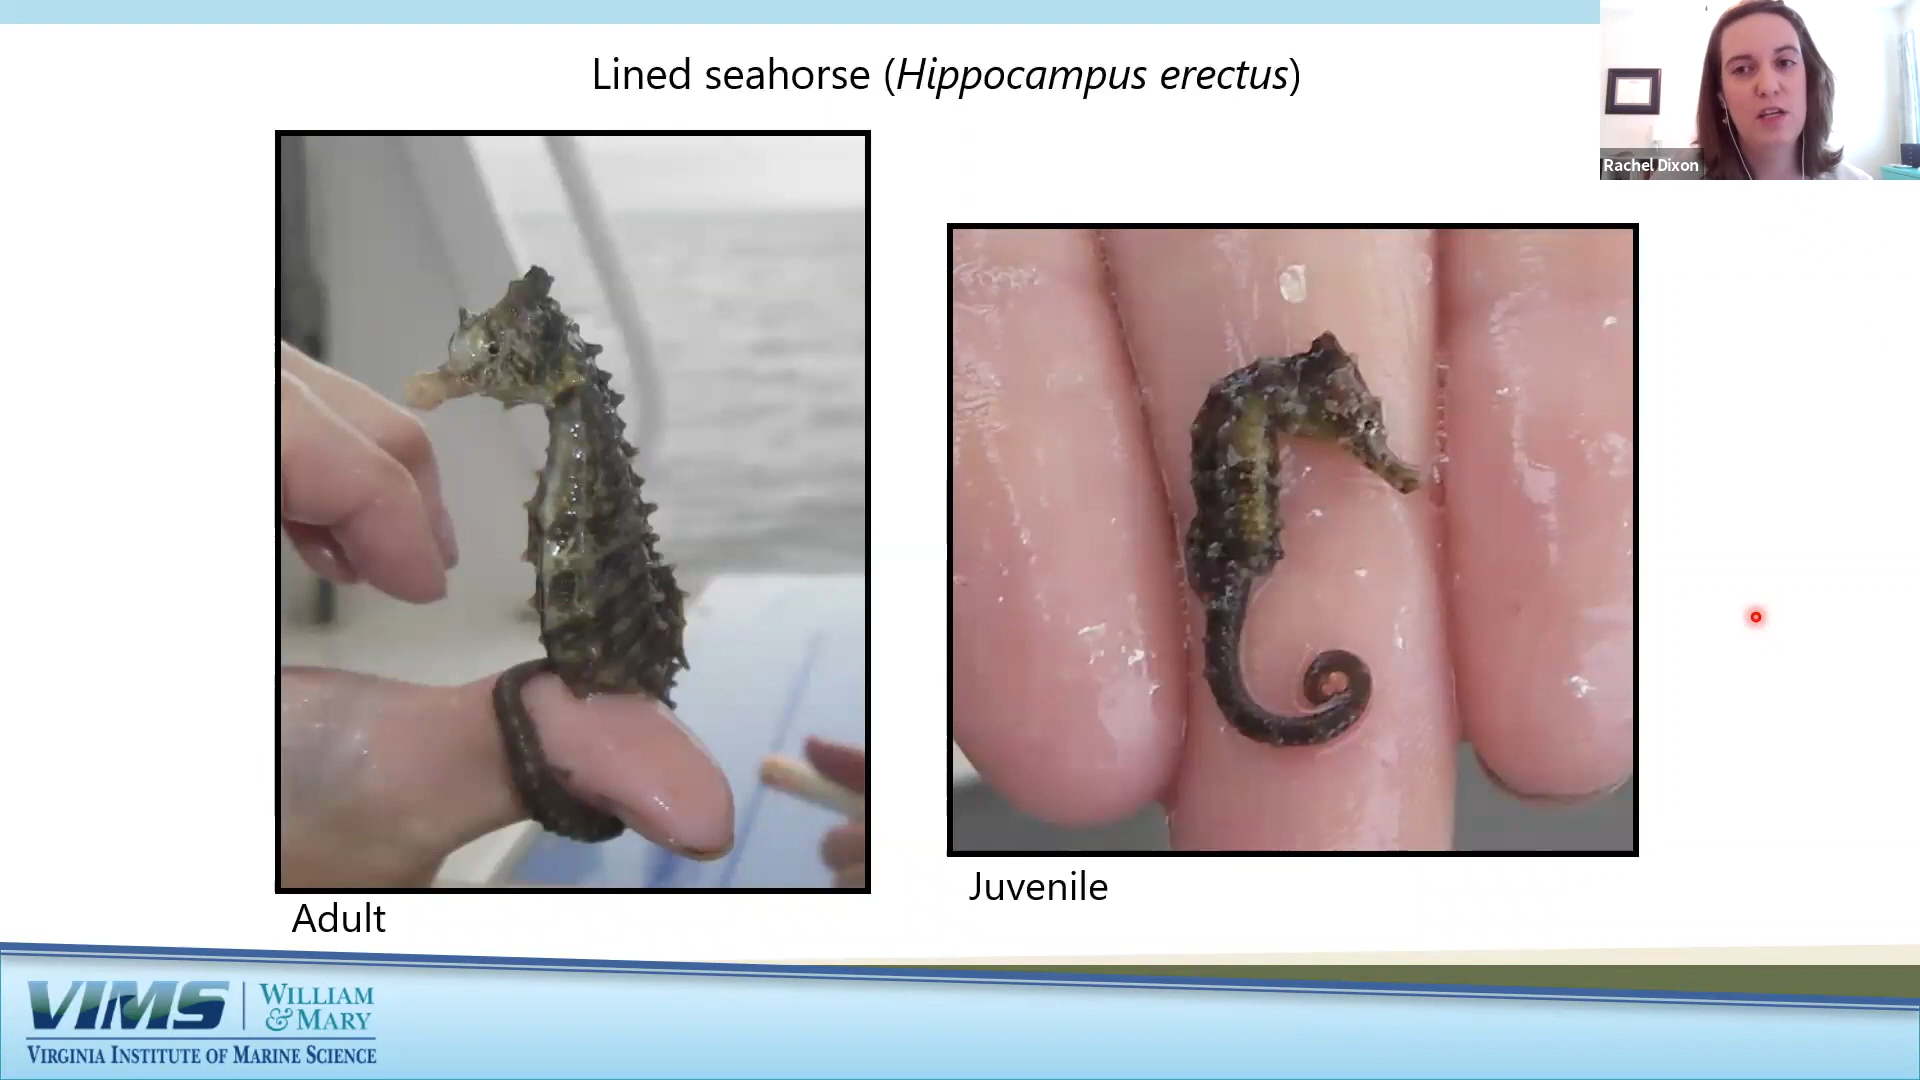 Lined seahorse (Hippocampus erectus)
Rachel Dixon
Juvenile
Adult
VIMS
WILLIAM
& MARY
VIRGINIA INSTITUTE OF MARINE SCIENCE